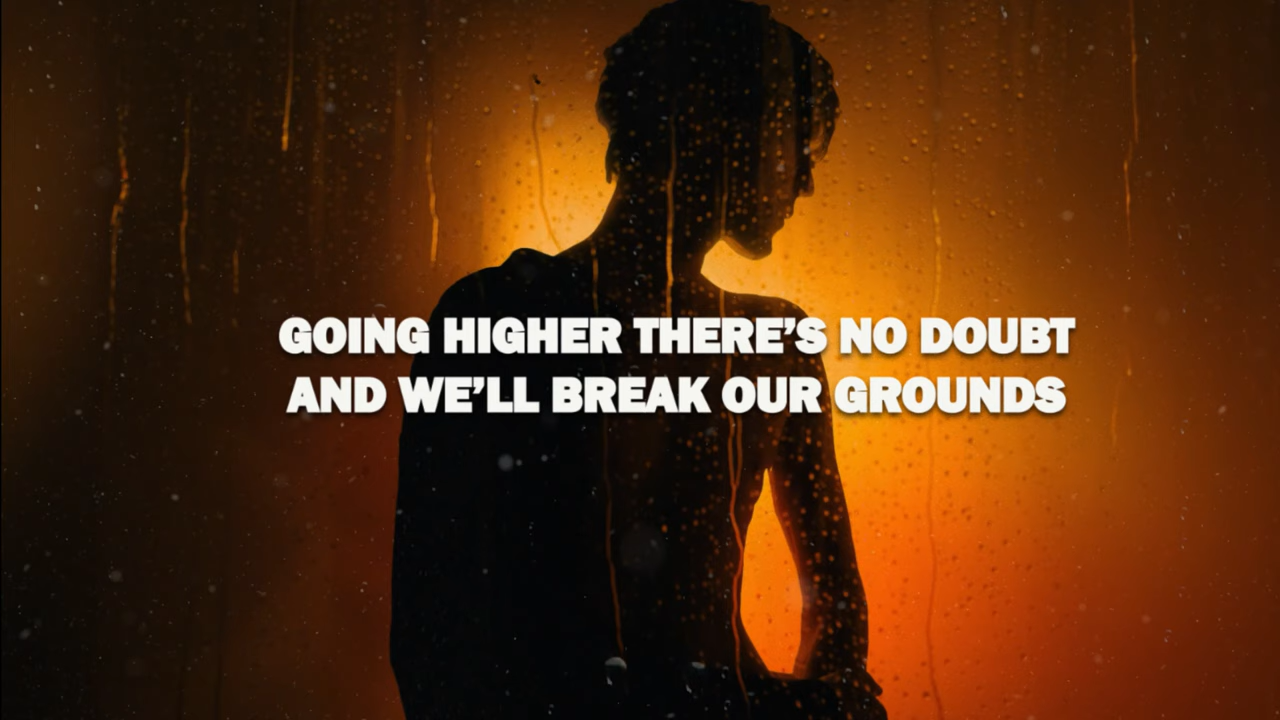 GOING HIGHER THERE’S NO DOUBT
AND WE’LL BREAK OUR GROUNDS